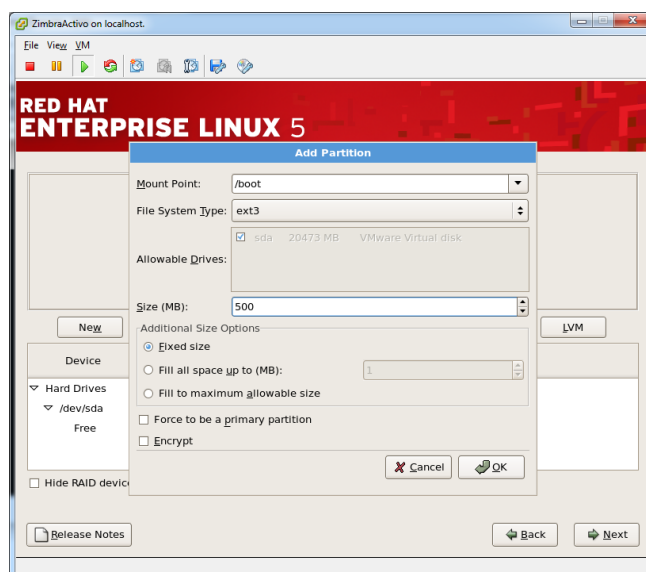 ZimbraActivo on localhost.
File View VM
RED HAT
ENTERPRISE LINUX 5
Add Partition
Mount Point: /boot
File System Type: ext3
sda 20473 MB VMware Virtual disk
Allowable Drives:
Size (MB): 500
New LVM
Additional Size Options
Fixed size
Device
Fill all space up to (MB): 1
Hard Drives
Fill to maximum allowable size
/dev/sda
Force to be a primary partition
Free
Encrypt
Cancel OK
Hide RAID devic
Release Notes Back Next